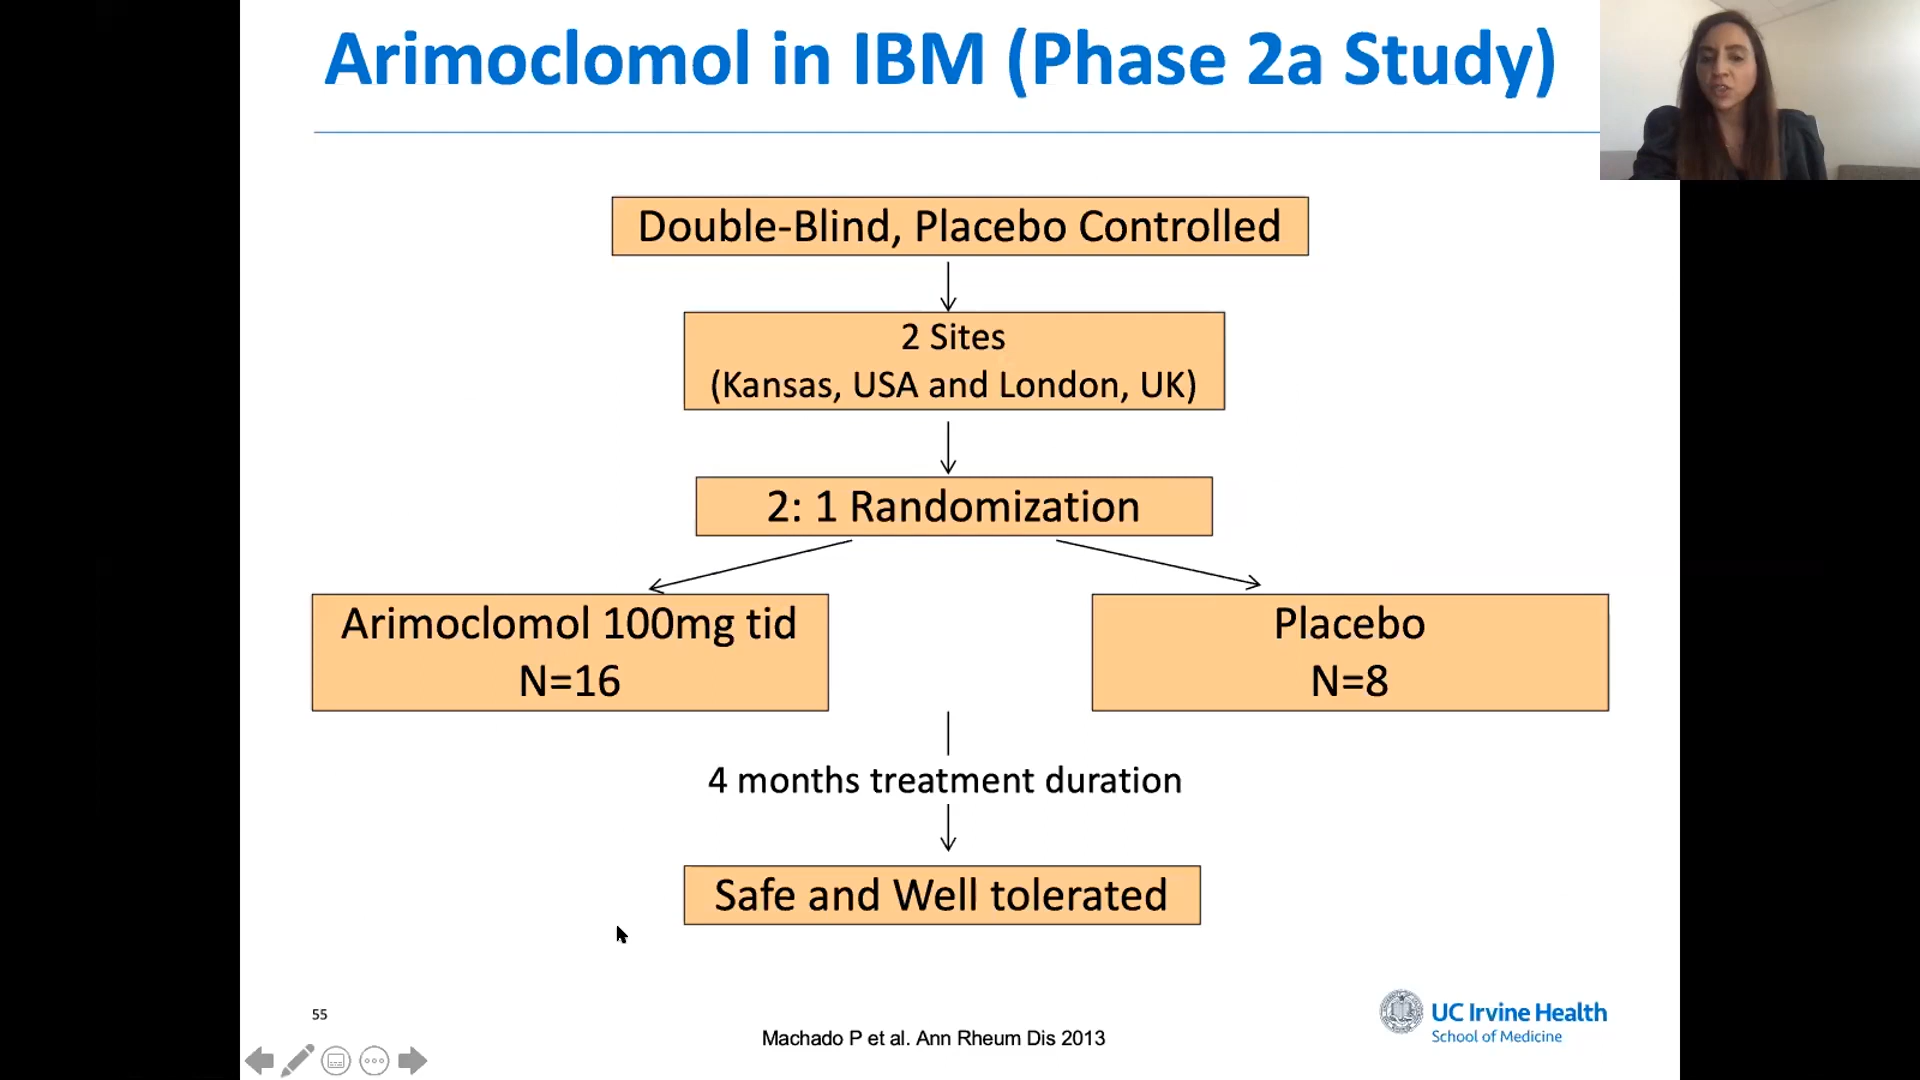 Arimoclomol in IBM (Phase 2a Study)
Double-Blind, Placebo Controlled
2 Sites
(Kansas, USA and London, UK)
2: 1 Randomization
Arimoclomol 100mg tid
N=16
Placebo
N=8
4 months treatment duration
Safe and Well tolerated
55
Machado P et al. Ann Rheum Dis 2013
UC Irvine Health
School of Medicine